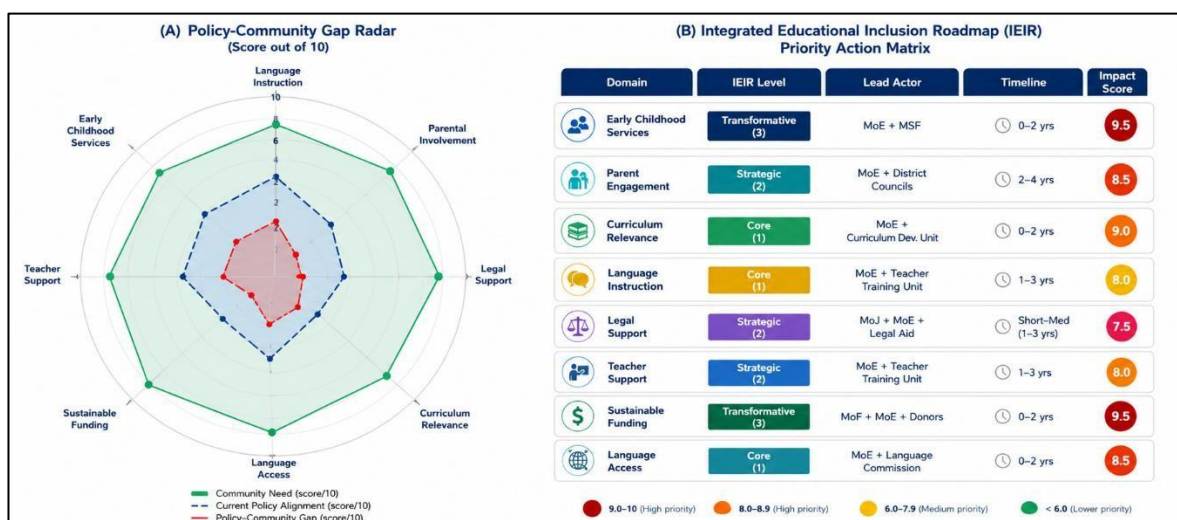 (A) Policy-Community Gap Radar
(Score out of 10)
Language
Instruction
Parental
Involvement
Legal
Support
Curriculum
Relevance
Language
Access
Sustainable
Funding
Teacher
Support
Early
Childhood
Services
10
8
6
4
2
2
Community Need (score/10)
Current Policy Alignment (score/10)
Policy–Community Gap (score/10)
(B) Integrated Educational Inclusion Roadmap (IEIR)
Priority Action Matrix
Domain IEIR Level Lead Actor Timeline Impact Score
Early Childhood Services Transformative (3) MoE + MSF 0–2 yrs 9.5
Parent Engagement Strategic (2) MoE + District Councils 2–4 yrs 8.5
Curriculum Relevance Core (1) MoE + Curriculum Dev. Unit 0–2 yrs 9.0
Language Instruction Core (1) MoE + Teacher Training Unit 1–3 yrs 8.0
Legal Support Strategic (2) MoJ + MoE + Legal Aid Short–Med (1–3 yrs) 7.5
Teacher Support Strategic (2) MoE + Teacher Training Unit 1–3 yrs 8.0
Sustainable Funding Transformative (3) MoF + MoE + Donors 0–2 yrs 9.5
Language Access Core (1) MoE + Language Commission 0–2 yrs 8.5
9.0–10 (High priority) 8.0–8.9 (High priority) 6.0–7.9 (Medium priority) < 6.0 (Lower priority)